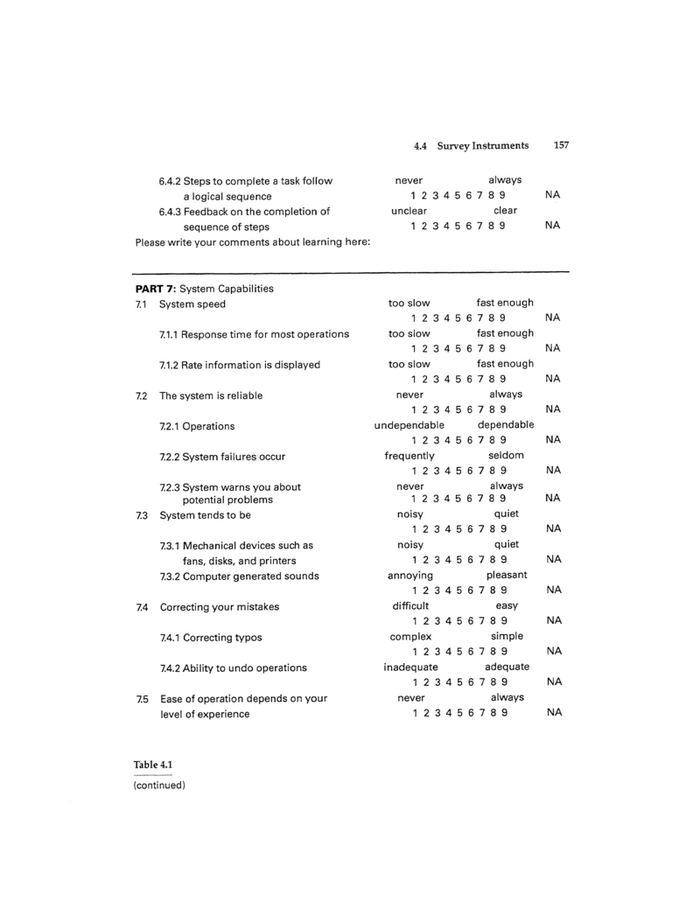 4.4 Survey Instruments 157
6.4.2 Steps to complete a task follow never always
a logical sequence 1 2 3 4 5 6 7 8 9 NA
6.4.3 Feedback on the completion of unclear clear
sequence of steps 1 2 3 4 5 6 7 8 9 NA
Please write your comments about learning here:
PART 7: System Capabilities
7.1 System speed too slow fast enough
1 2 3 4 5 6 7 8 9 NA
7.1.1 Response time for most operations too slow fast enough
1 2 3 4 5 6 7 8 9 NA
7.1.2 Rate information is displayed too slow fast enough
1 2 3 4 5 6 7 8 9 NA
7.2 The system is reliable never always
1 2 3 4 5 6 7 8 9 NA
7.2.1 Operations undependable dependable
1 2 3 4 5 6 7 8 9 NA
7.2.2 System failures occur frequently seldom
1 2 3 4 5 6 7 8 9 NA
7.2.3 System warns you about never always
potential problems 1 2 3 4 5 6 7 8 9 NA
7.3 System tends to be noisy quiet
1 2 3 4 5 6 7 8 9 NA
7.3.1 Mechanical devices such as noisy quiet
fans, disks, and printers 1 2 3 4 5 6 7 8 9 NA
7.3.2 Computer generated sounds annoying pleasant
1 2 3 4 5 6 7 8 9 NA
7.4 Correcting your mistakes difficult easy
1 2 3 4 5 6 7 8 9 NA
7.4.1 Correcting typos complex simple
1 2 3 4 5 6 7 8 9 NA
7.4.2 Ability to undo operations inadequate adequate
1 2 3 4 5 6 7 8 9 NA
7.5 Ease of operation depends on your never always
level of experience 1 2 3 4 5 6 7 8 9 NA
Table 4.1
(continued)